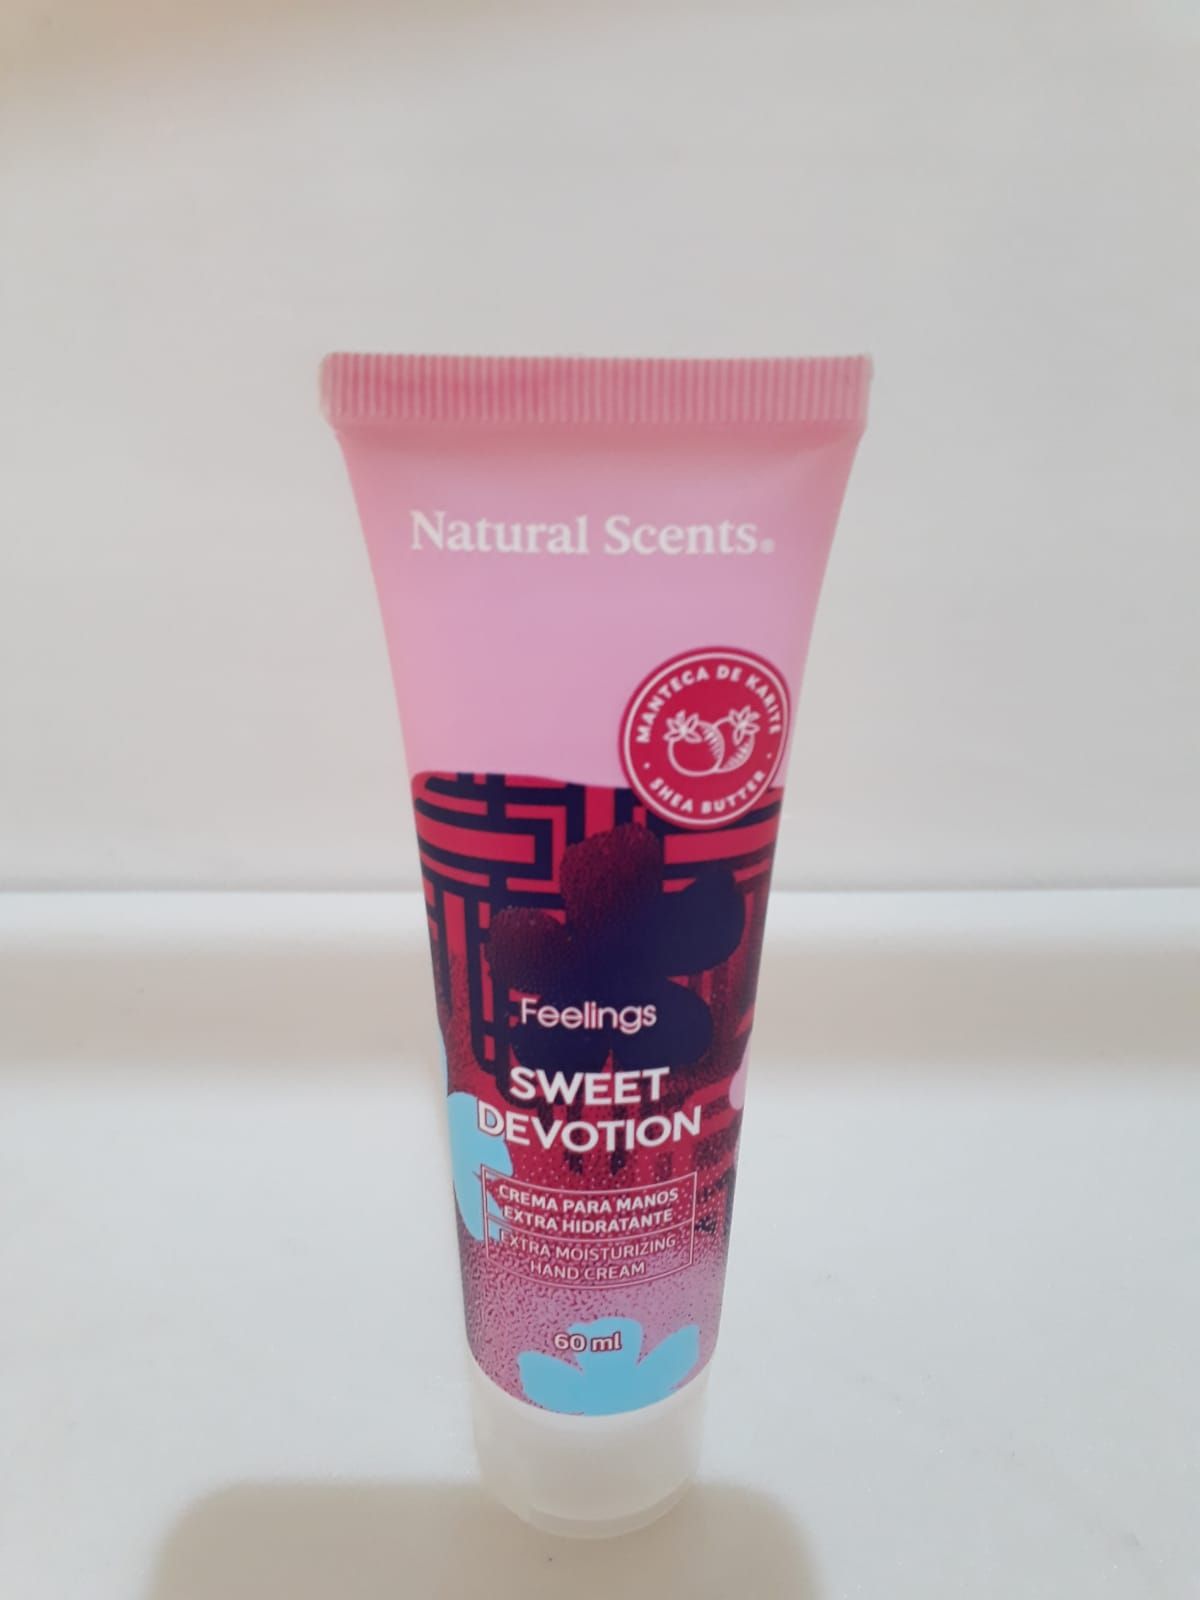 Natural Scents®
MANTECA DE KARITÉ
• SHEA BUTTER •
Feelings
SWEET
DEVOTION
CREMA PARA MANOS
EXTRA HIDRATANTE
EXTRA MOISTURIZING
HAND CREAM
60 ml